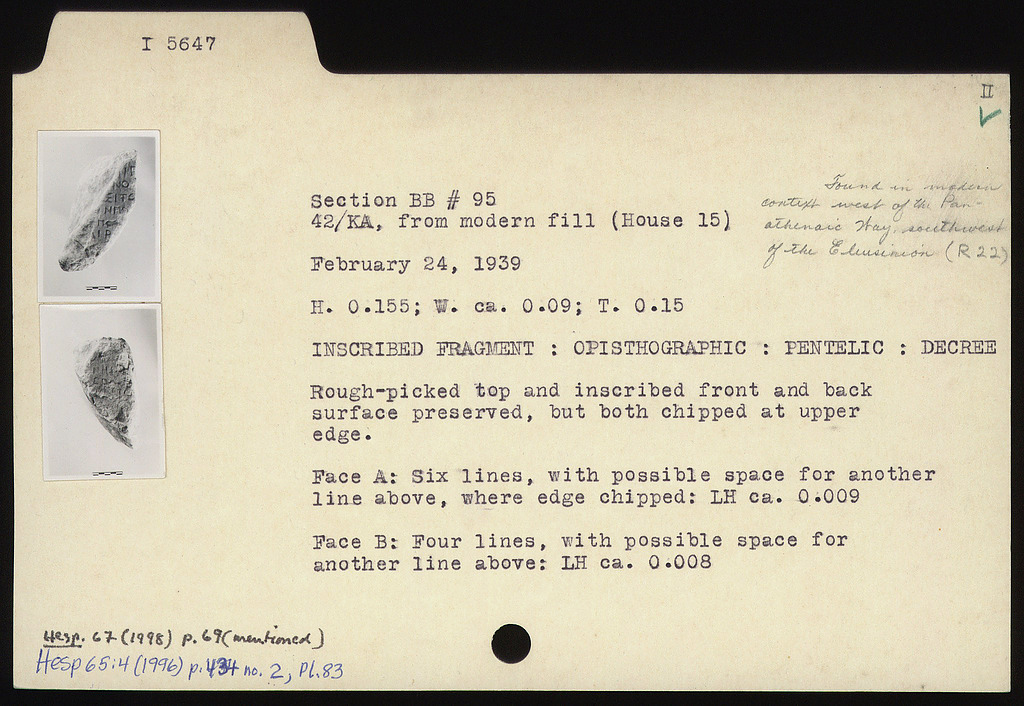 I 5647
II
Found in modern
context west of the Pan-
athenaic Way, southwest
of the Eleusinion (R 22)
Section BB # 95
42/KA, from modern fill (House 15)
February 24, 1939
H. 0.155; W. ca. 0.09; T. 0.15
INSCRIBED FRAGMENT : OPISTHOGRAPHIC : PENTELIC : DECREE
Rough-picked top and inscribed front and back
surface preserved, but both chipped at upper
edge.
Face A: Six lines, with possible space for another
line above, where edge chipped: LH ca. 0.009
Face B: Four lines, with possible space for
another line above: LH ca. 0.008
Hesp. 67 (1998) p. 69 (mentioned)
Hesp 65:4 (1996) p. 434 no. 2, Pl. 83